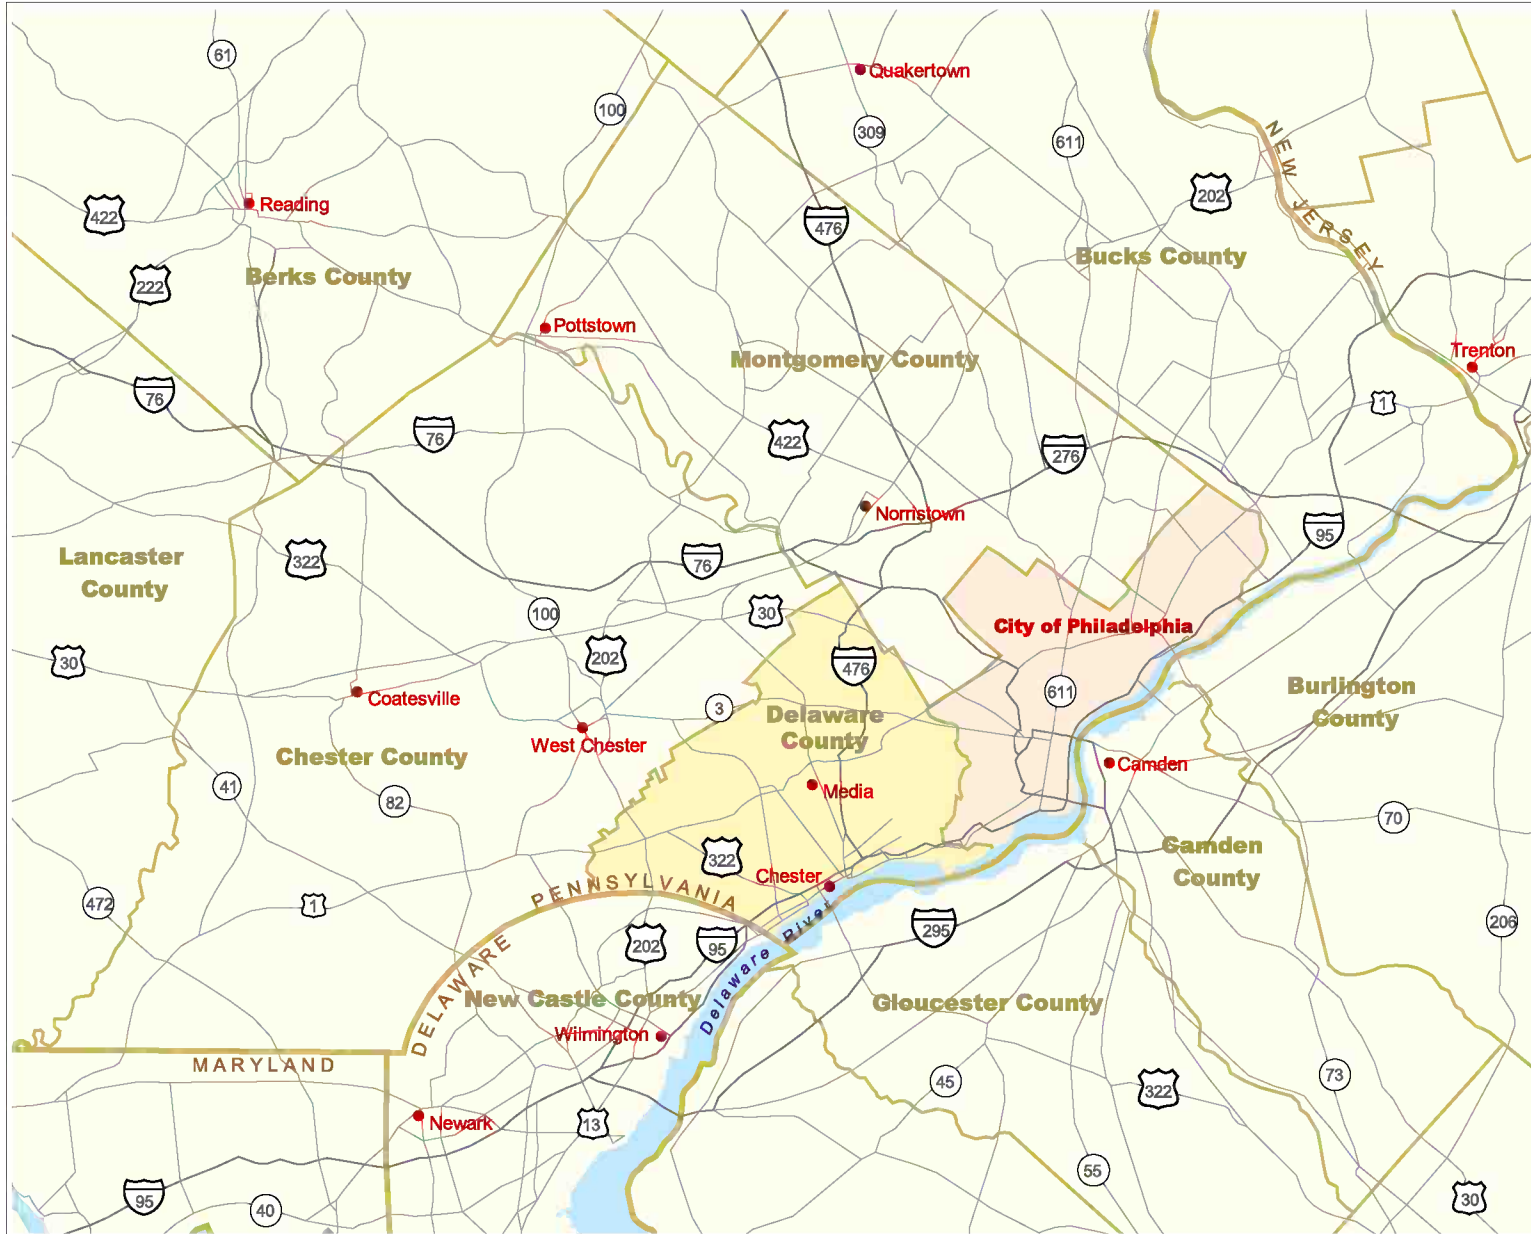 61
Quakertown
100
309
611
NEW JERSEY
202
422
Reading
476
Bucks County
222
Berks County
Pottstown
Montgomery County
Trenton
76
1
76
422
276
Norristown
95
Lancaster
County
322
76
100
30
City of Philadelphia
30
202
476
Coatesville
611
Burlington
County
3
Delaware
County
West Chester
Chester County
Camden
41
Media
82
70
Camden
County
322
Chester
472
1
PENNSYLVANIA
206
River
202
95
295
DELAWARE
Delaware
New Castle County
Gloucester County
Wilmington
MARYLAND
45
73
322
Newark
13
55
95
40
30